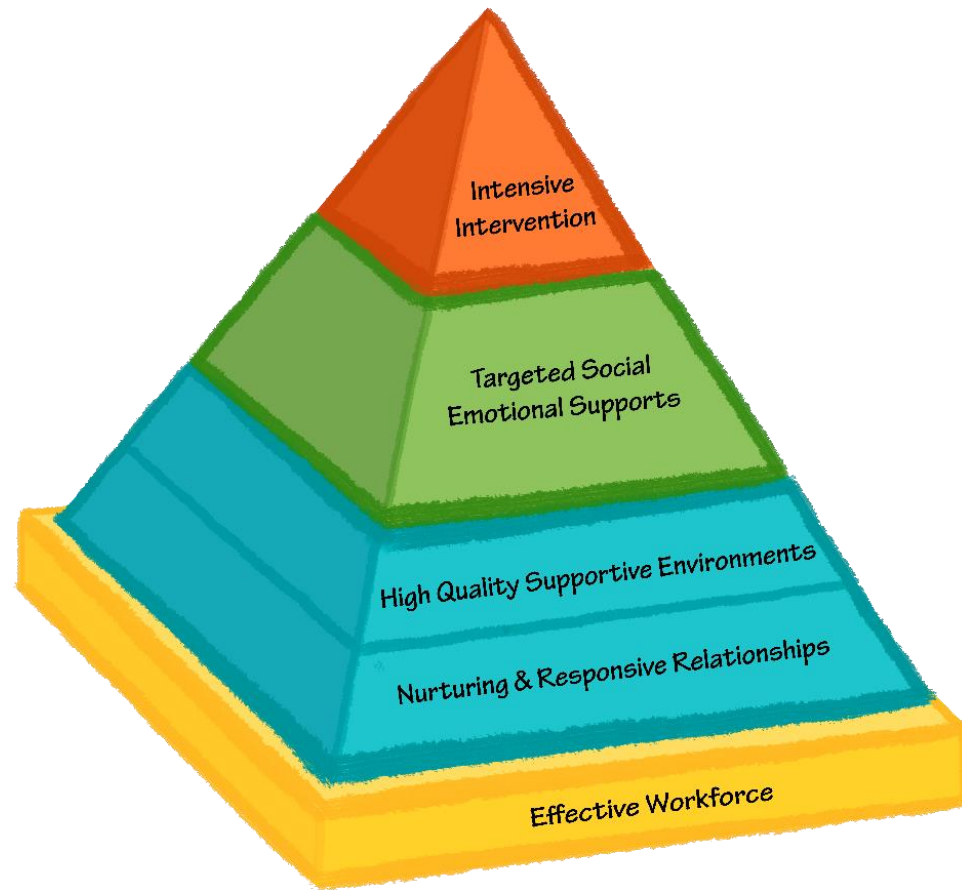 Intensive
Intervention
Targeted Social
Emotional Supports
High Quality Supportive Environments
Nurturing & Responsive Relationships
Effective Workforce